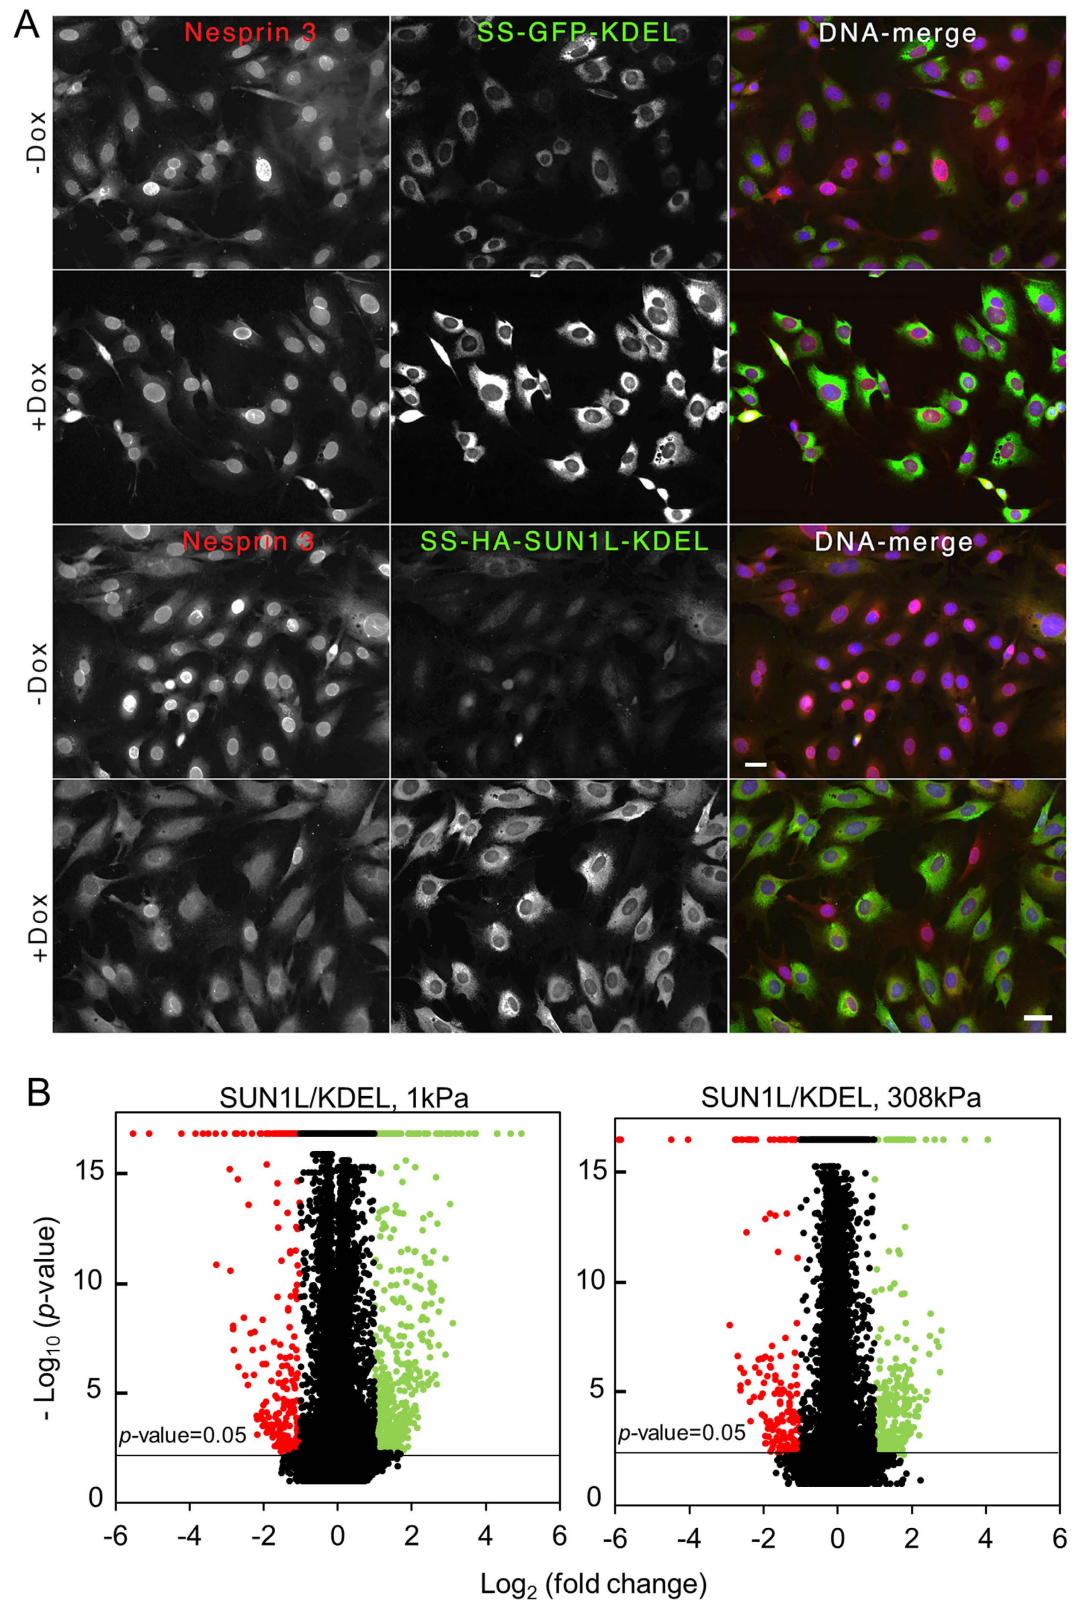 A
Nesprin 3 SS-GFP-KDEL DNA-merge
-Dox
+Dox
Nesprin 3 SS-HA-SUN1L-KDEL DNA-merge
-Dox
+Dox
B
SUN1L/KDEL, 1kPa
SUN1L/KDEL, 308kPa
- Log10 (p-value)
15
10
5
0
p-value=0.05
-6 -4 -2 0 2 4 6
15
10
5
0
p-value=0.05
-6 -4 -2 0 2 4 6
Log2 (fold change)